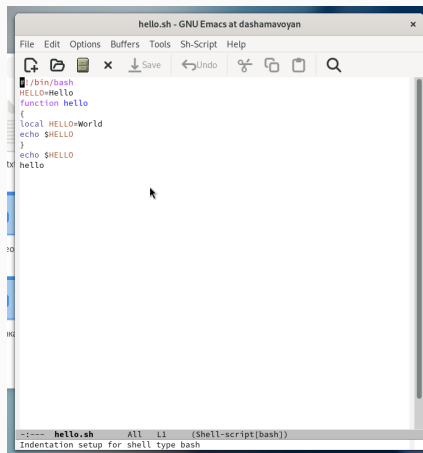 hello.sh - GNU Emacs at dashamavoyan ×
File Edit Options Buffers Tools Sh-Script Help
Save Undo
#!/bin/bash
HELLO=Hello
function hello
{
local HELLO=World
echo $HELLO
}
echo $HELLO
hello
-:--- hello.sh All L1 (Shell-script[bash])
Indentation setup for shell type bash